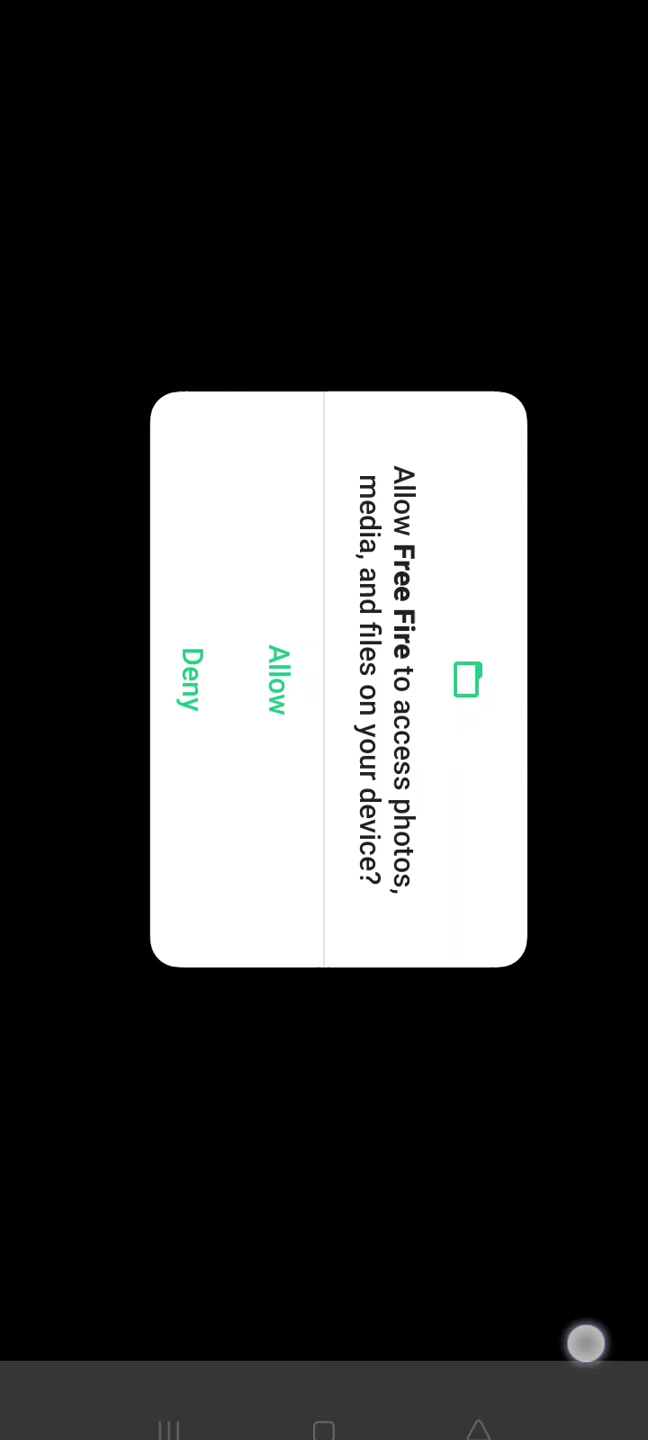 Allow Free Fire to access photos,
media, and files on your device?
Allow
Deny